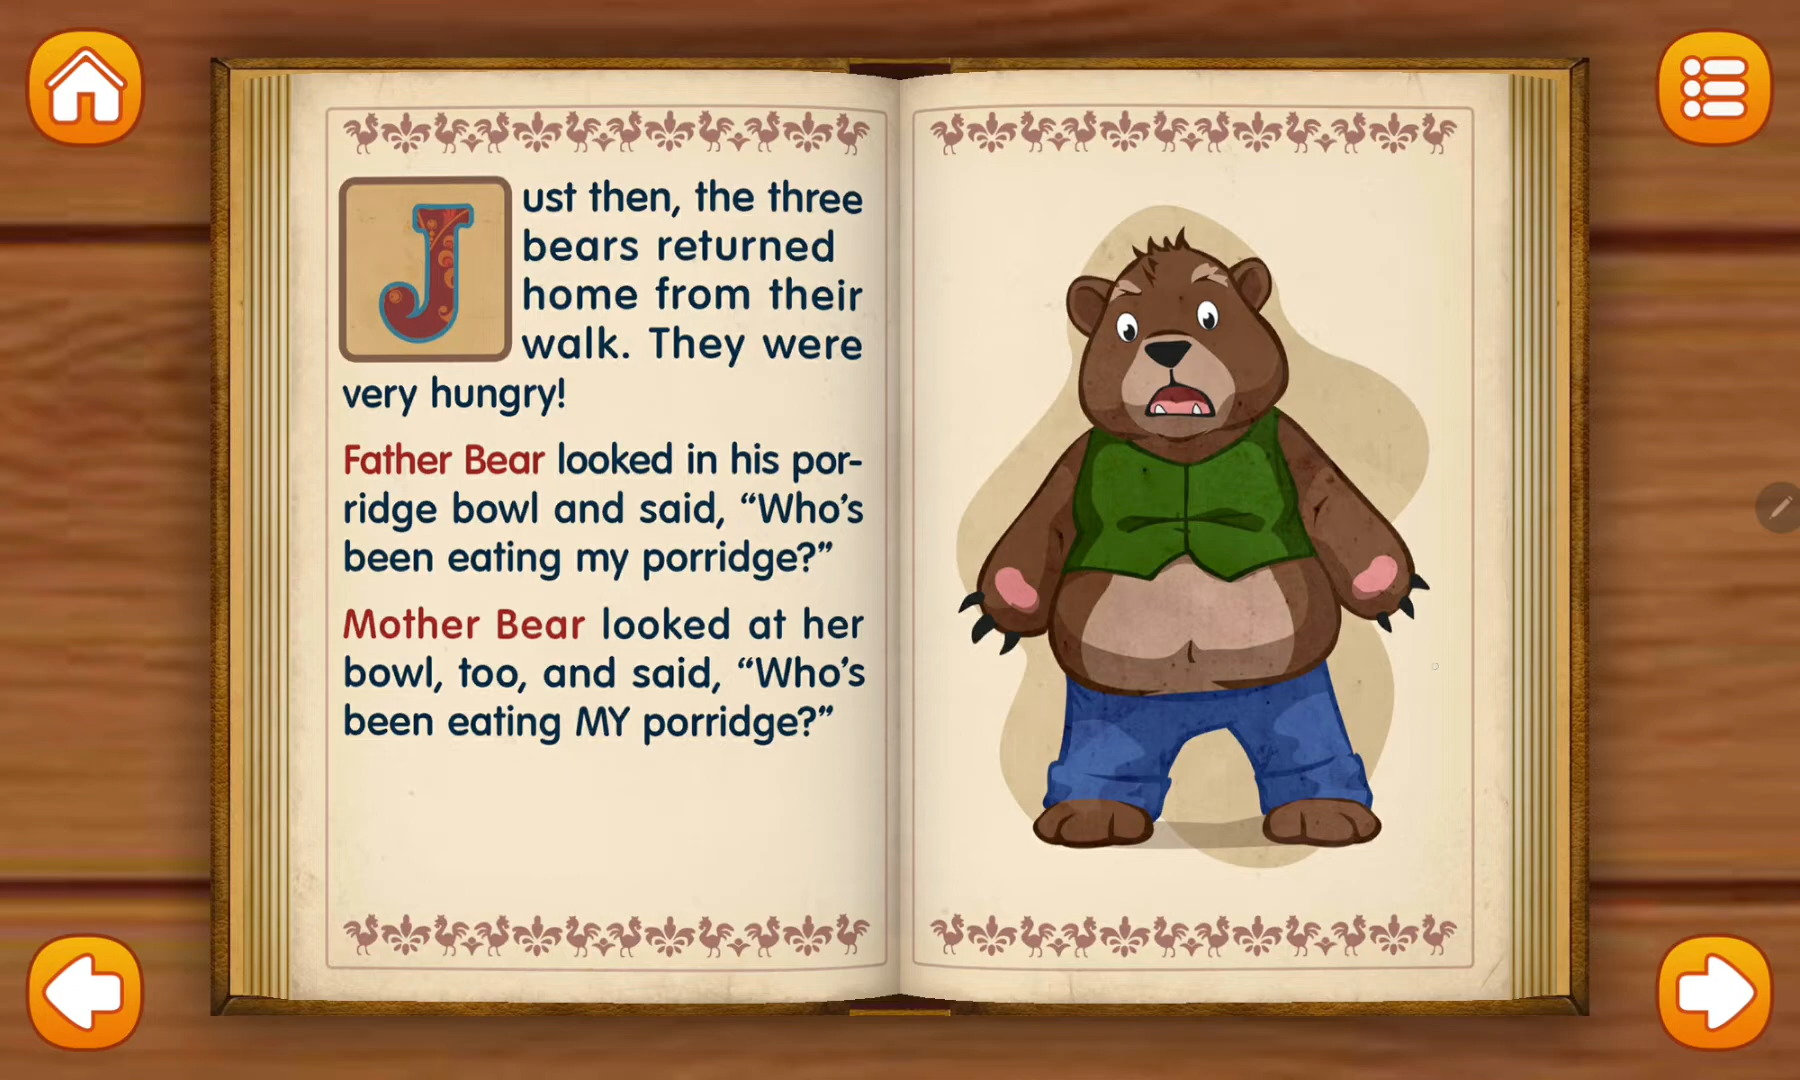 Just then, the three
bears returned
home from their
walk. They were
very hungry!
Father Bear looked in his por-
ridge bowl and said, “Who’s
been eating my porridge?”
Mother Bear looked at her
bowl, too, and said, “Who’s
been eating MY porridge?”